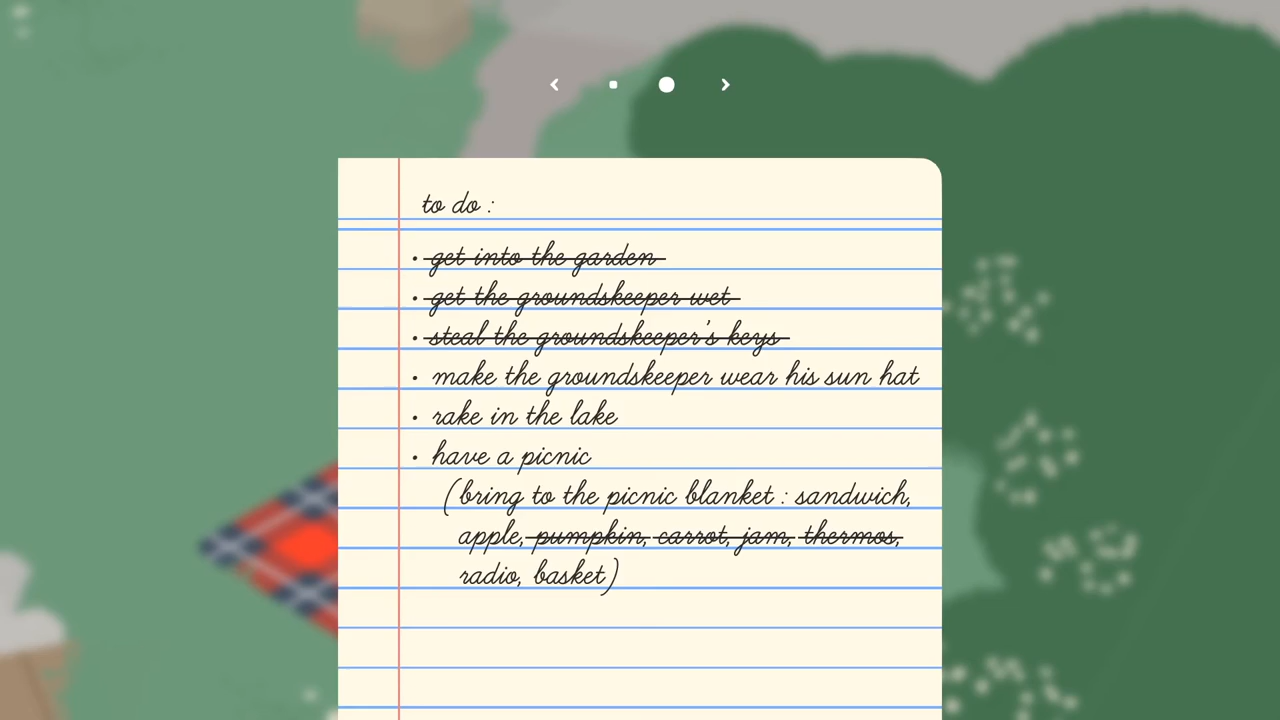 to do :
• get into the garden
• get the groundskeeper wet
• steal the groundskeeper's keys
• make the groundskeeper wear his sun hat
• rake in the lake
• have a picnic
(bring to the picnic blanket : sandwich,
apple, pumpkin, carrot, jam, thermos,
radio, basket)